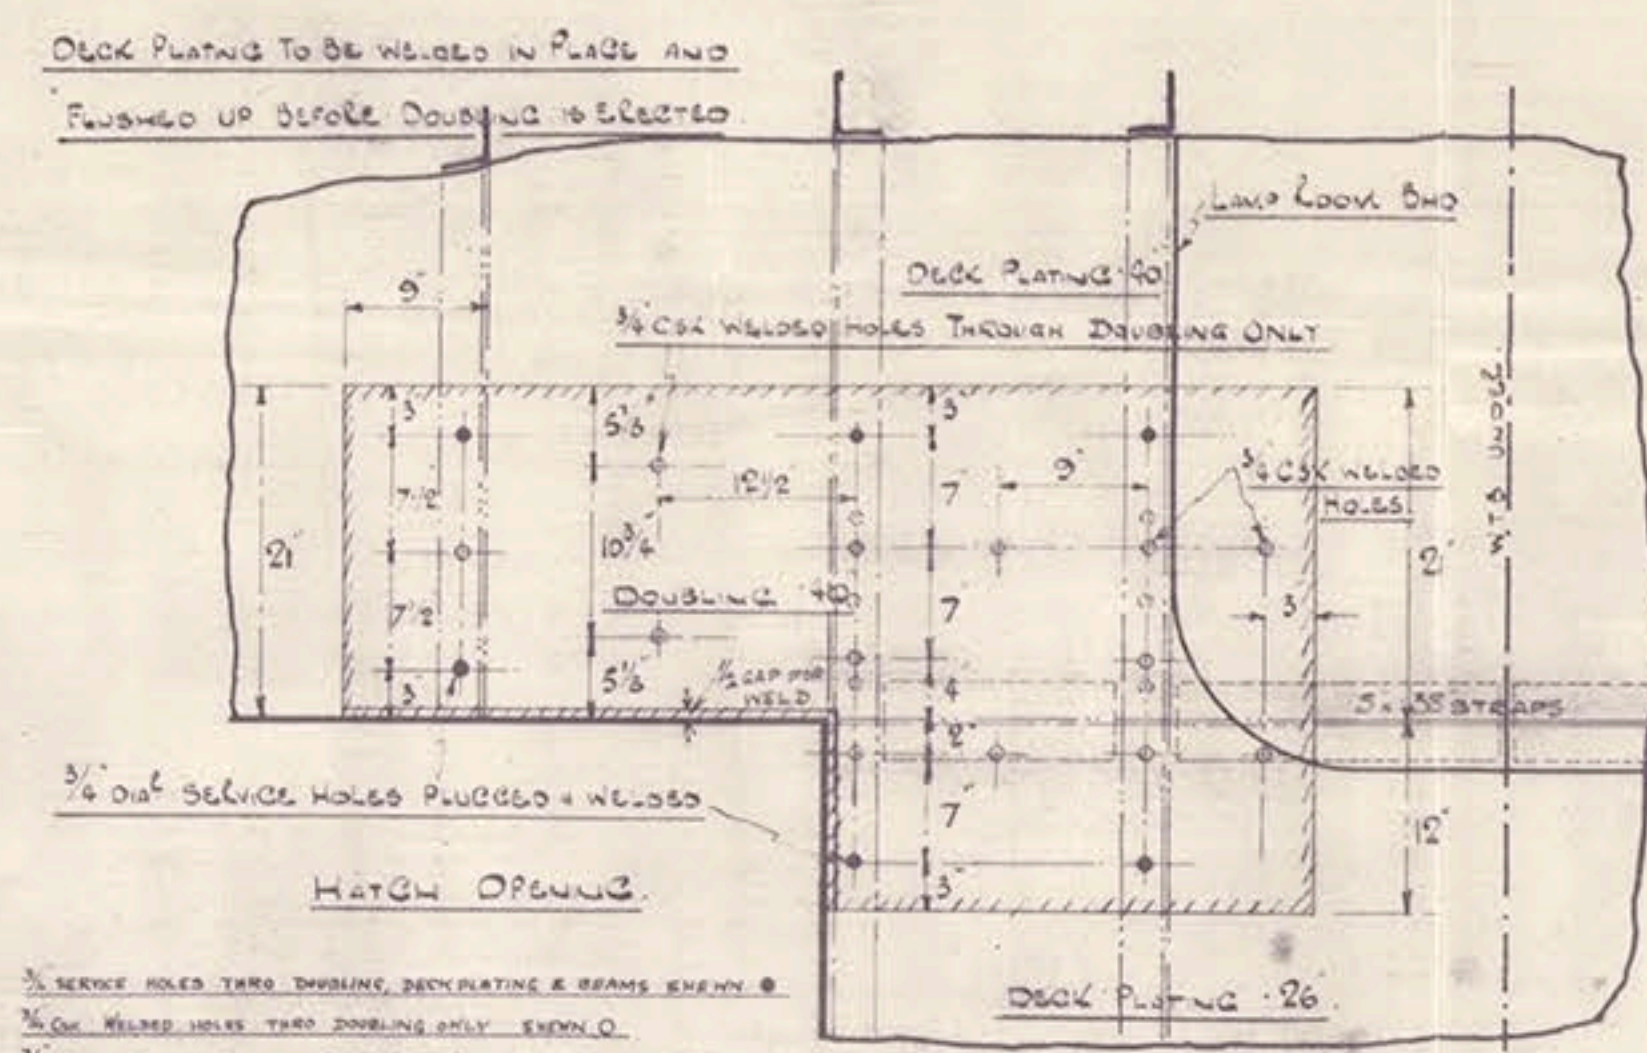 DECK PLATING TO BE WELDED IN PLACE AND
FLUSHED UP BEFORE DOUBLING IS ERECTED.
LAMP ROOM BHD
DECK PLATING ·40"
9"
3/4" CSK WELDED HOLES THROUGH DOUBLING ONLY
W.T.B UNDER.
3"
5 1/8"
3"
9"
3/4 CSK WELDED
HOLES.
7 1/2"
12 1/2"
7"
21"
10 3/4"
2'
DOUBLING ·40
7 1/2"
7"
3"
5 1/8"
1/2 GAP FOR
WELD
4"
3"
5" × ·38" STRAPS
2"
3/4" DIAR SERVICE HOLES PLUGGED & WELDED
7"
12"
HATCH OPENING.
3"
3/4 SERVICE HOLES THRO DOUBLING, DECK PLATING & BEAMS SHEWN
3/4 CSK WELDED HOLES THRO DOUBLING ONLY SHEWN O
DECK PLATING ·26"